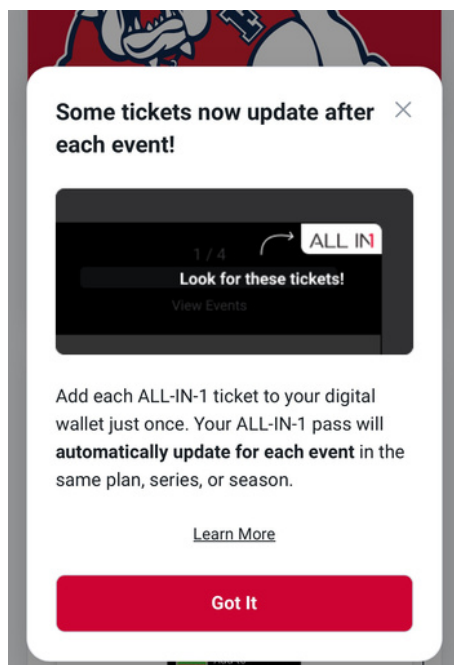 Some tickets now update after
each event!
ALL IN1
1 / 4
Look for these tickets!
View Events
Add each ALL-IN-1 ticket to your digital
wallet just once. Your ALL-IN-1 pass will
automatically update for each event in the
same plan, series, or season.
Learn More
Got It